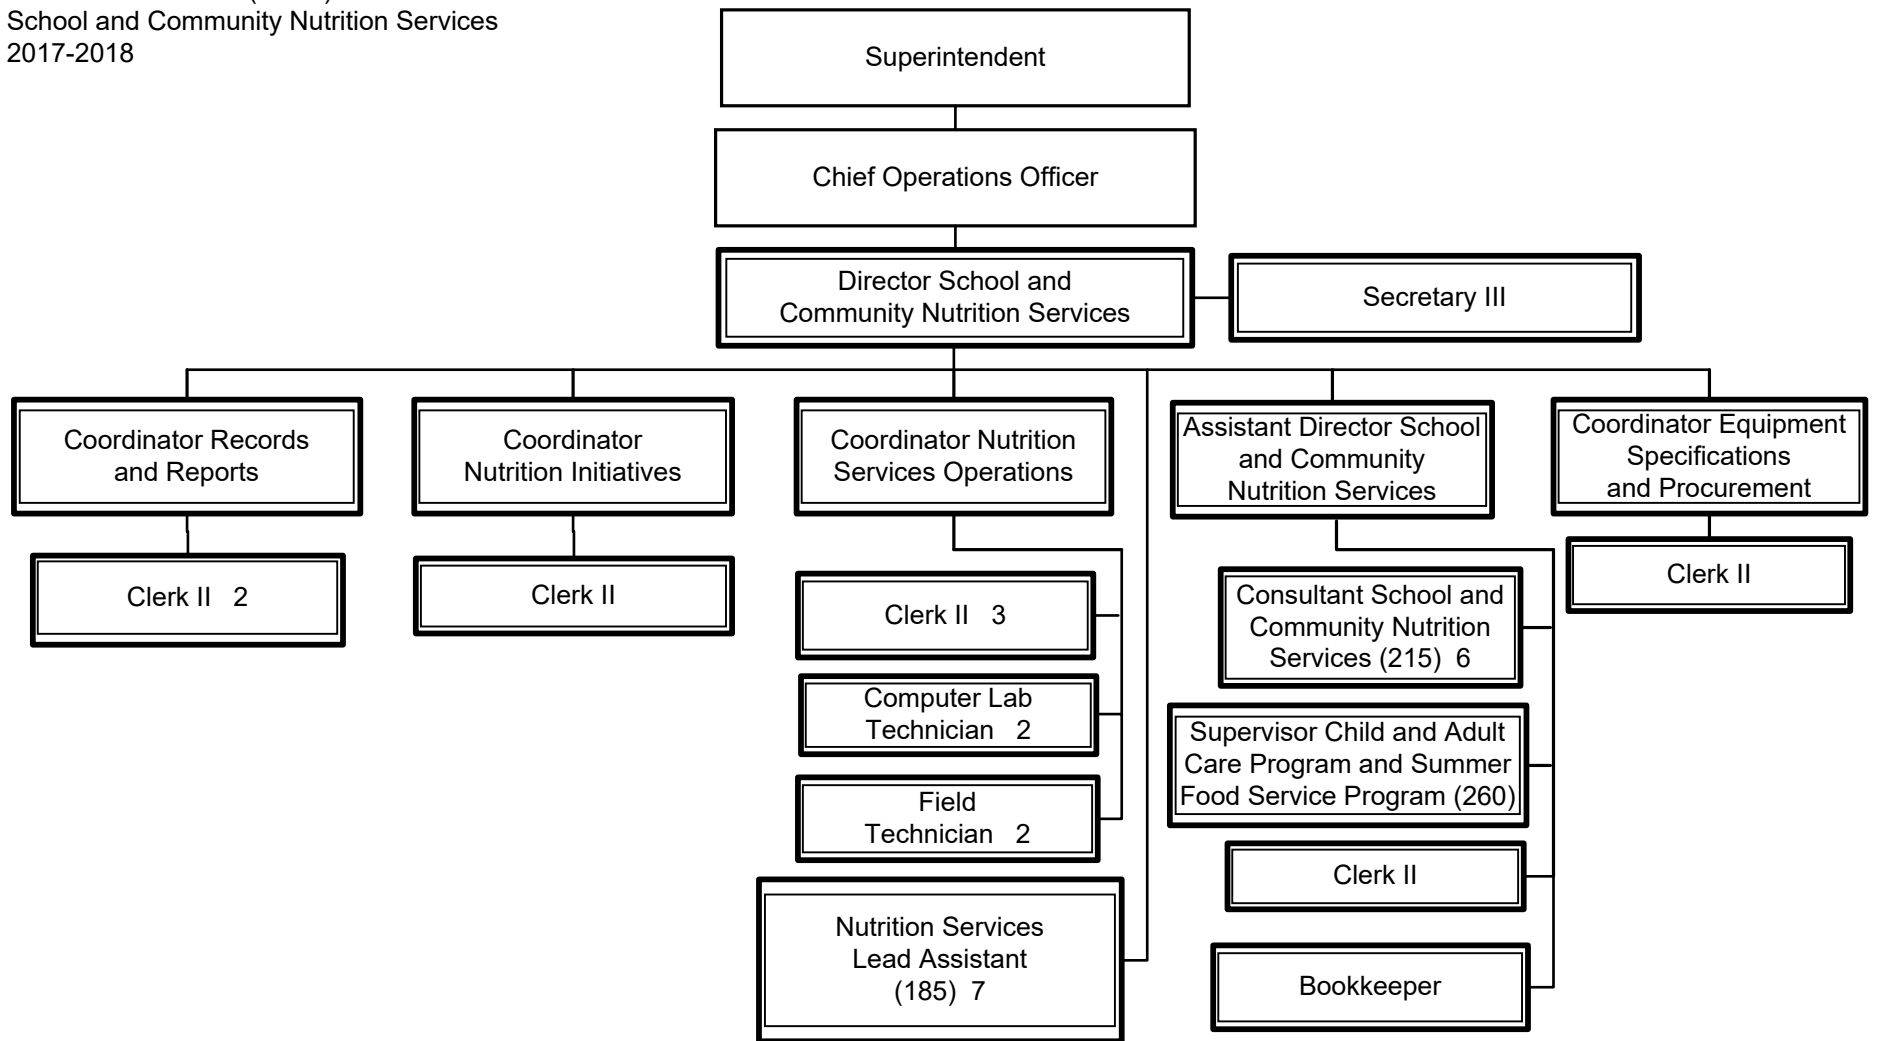 School and Community Nutrition Services
2017-2018
Superintendent
Chief Operations Officer
Director School and
Community Nutrition Services
Secretary III
Coordinator Records
and Reports
Coordinator
Nutrition Initiatives
Coordinator Nutrition
Services Operations
Assistant Director School
and Community
Nutrition Services
Coordinator Equipment
Specifications
and Procurement
Clerk II 2
Clerk II
Clerk II 3
Computer Lab
Technician 2
Field
Technician 2
Nutrition Services
Lead Assistant
(185) 7
Consultant School and
Community Nutrition
Services (215) 6
Supervisor Child and Adult
Care Program and Summer
Food Service Program (260)
Clerk II
Bookkeeper
Clerk II